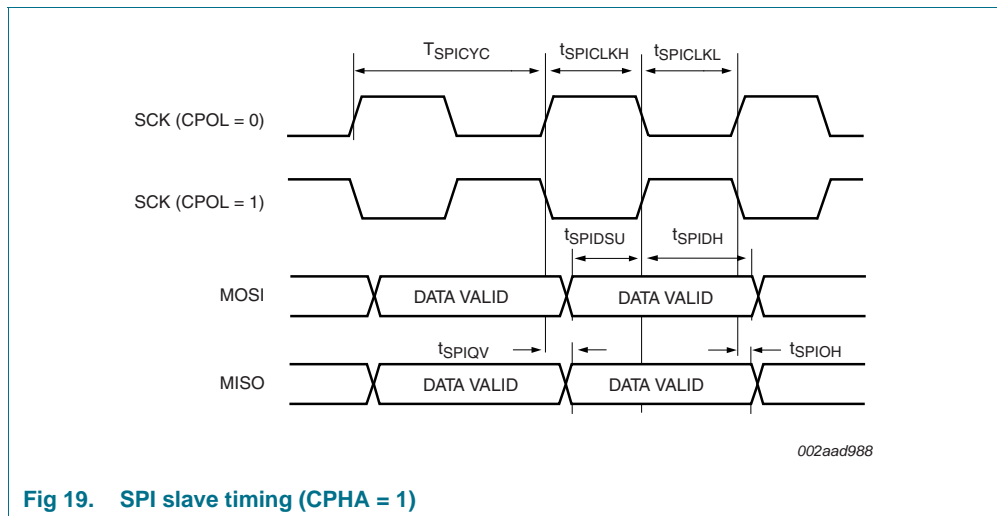 TSPICYC tSPICLKH tSPICLKL
SCK (CPOL = 0)
SCK (CPOL = 1)
tSPIDSU tSPIDH
MOSI DATA VALID DATA VALID
tSPIQV tSPIOH
MISO DATA VALID DATA VALID
002aad988
Fig 19. SPI slave timing (CPHA = 1)